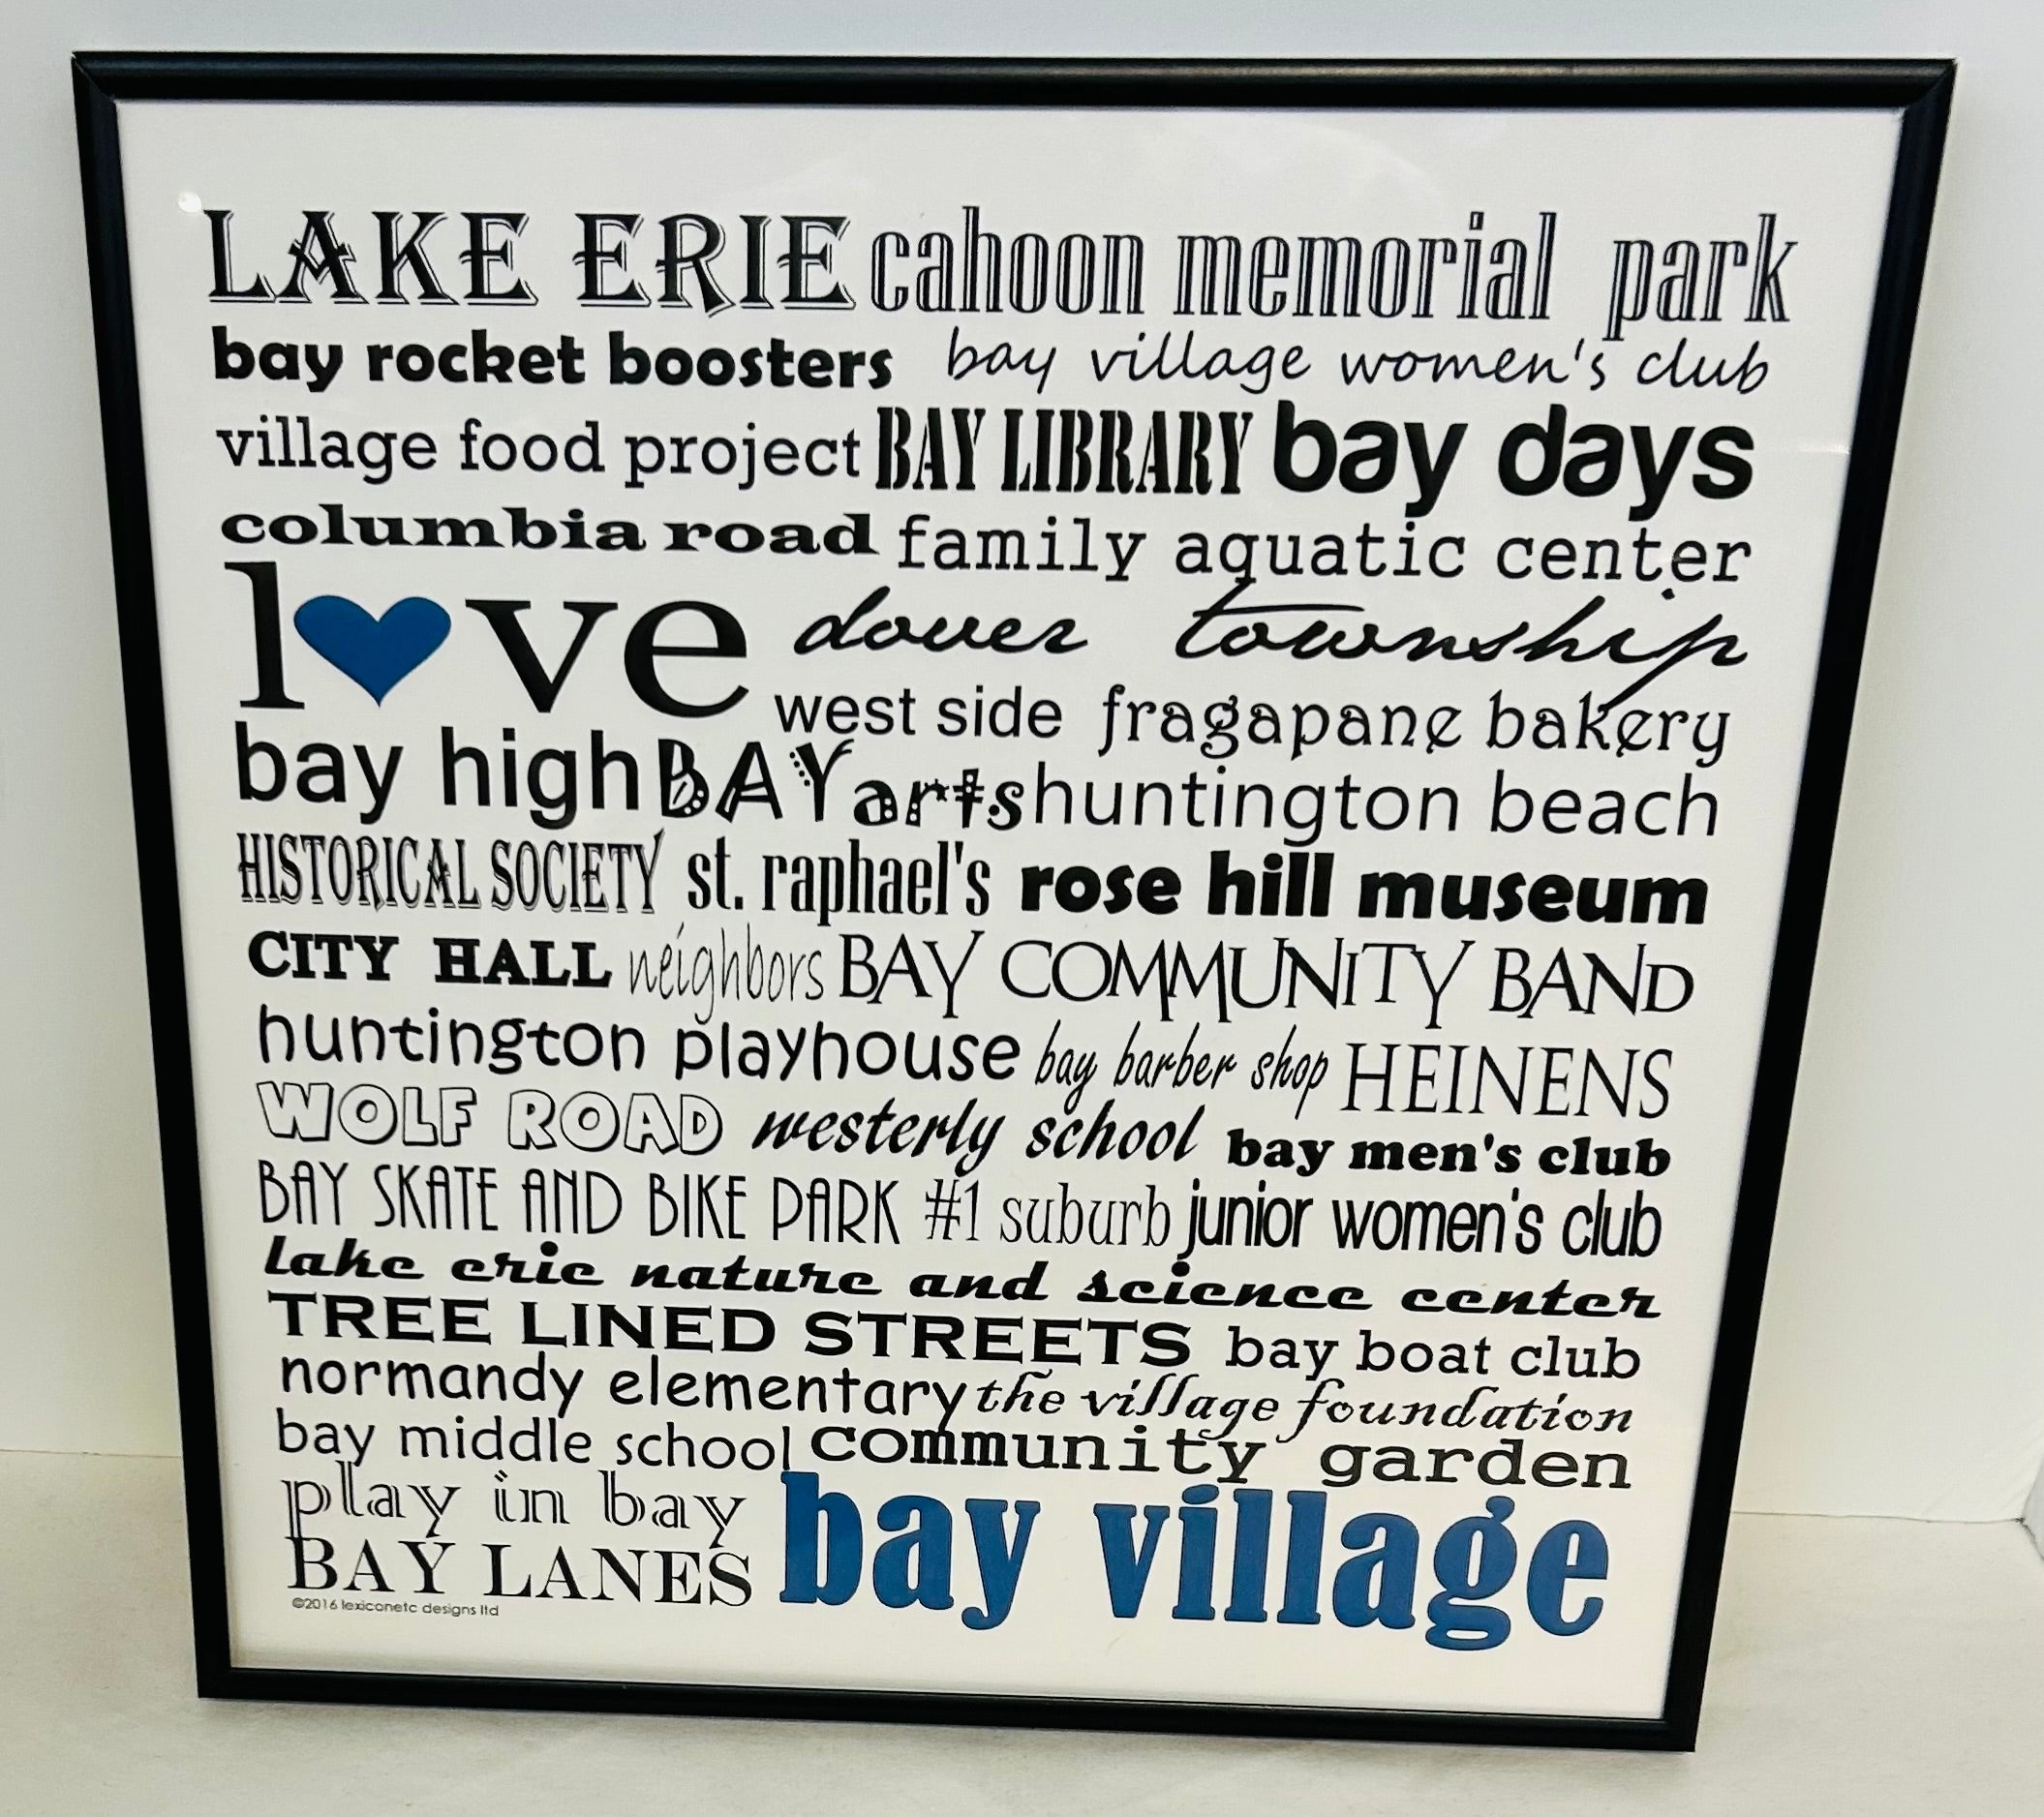 LAKE ERIE cahoon memorial park
bay rocket boosters bay village women's club
village food project BAY LIBRARY bay days
columbia road family aquatic center
love dover township
west side fragapane bakery
bay high BAY arts huntington beach
HISTORICAL SOCIETY st. raphael's rose hill museum
CITY HALL neighbors BAY COMMUNITY BAND
huntington playhouse bay barber shop HEINENS
WOLF ROAD westerly school bay men's club
BAY SKATE AND BIKE PARK #1 suburb junior women's club
lake erie nature and science center
TREE LINED STREETS bay boat club
normandy elementary the village foundation
bay middle school community garden
play in bay bay village
BAY LANES
©2016 lexiconetc designs ltd